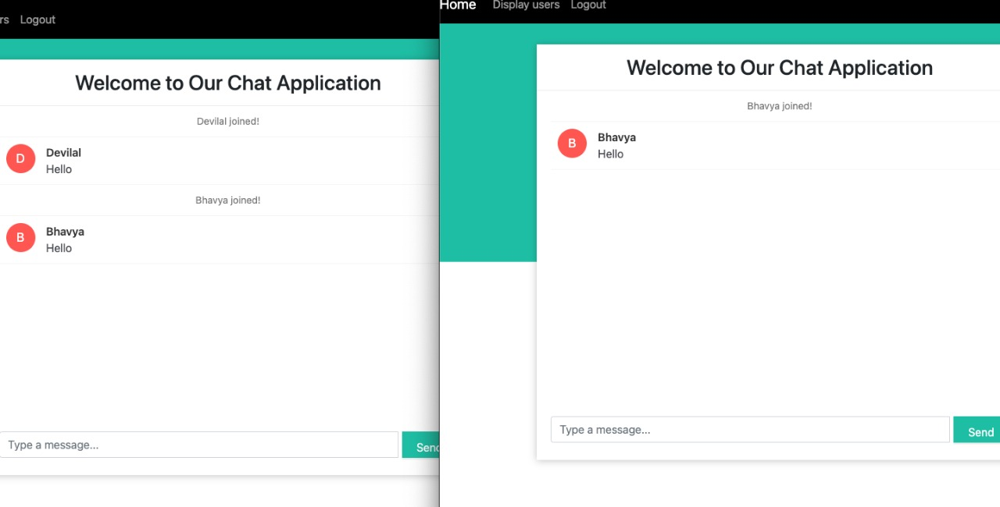 rs Logout
Welcome to Our Chat Application
Devilal joined!
D
Devilal
Hello
Bhavya joined!
B
Bhavya
Hello
Type a message...
Send
Home Display users Logout
Welcome to Our Chat Application
Bhavya joined!
B
Bhavya
Hello
Type a message...
Send